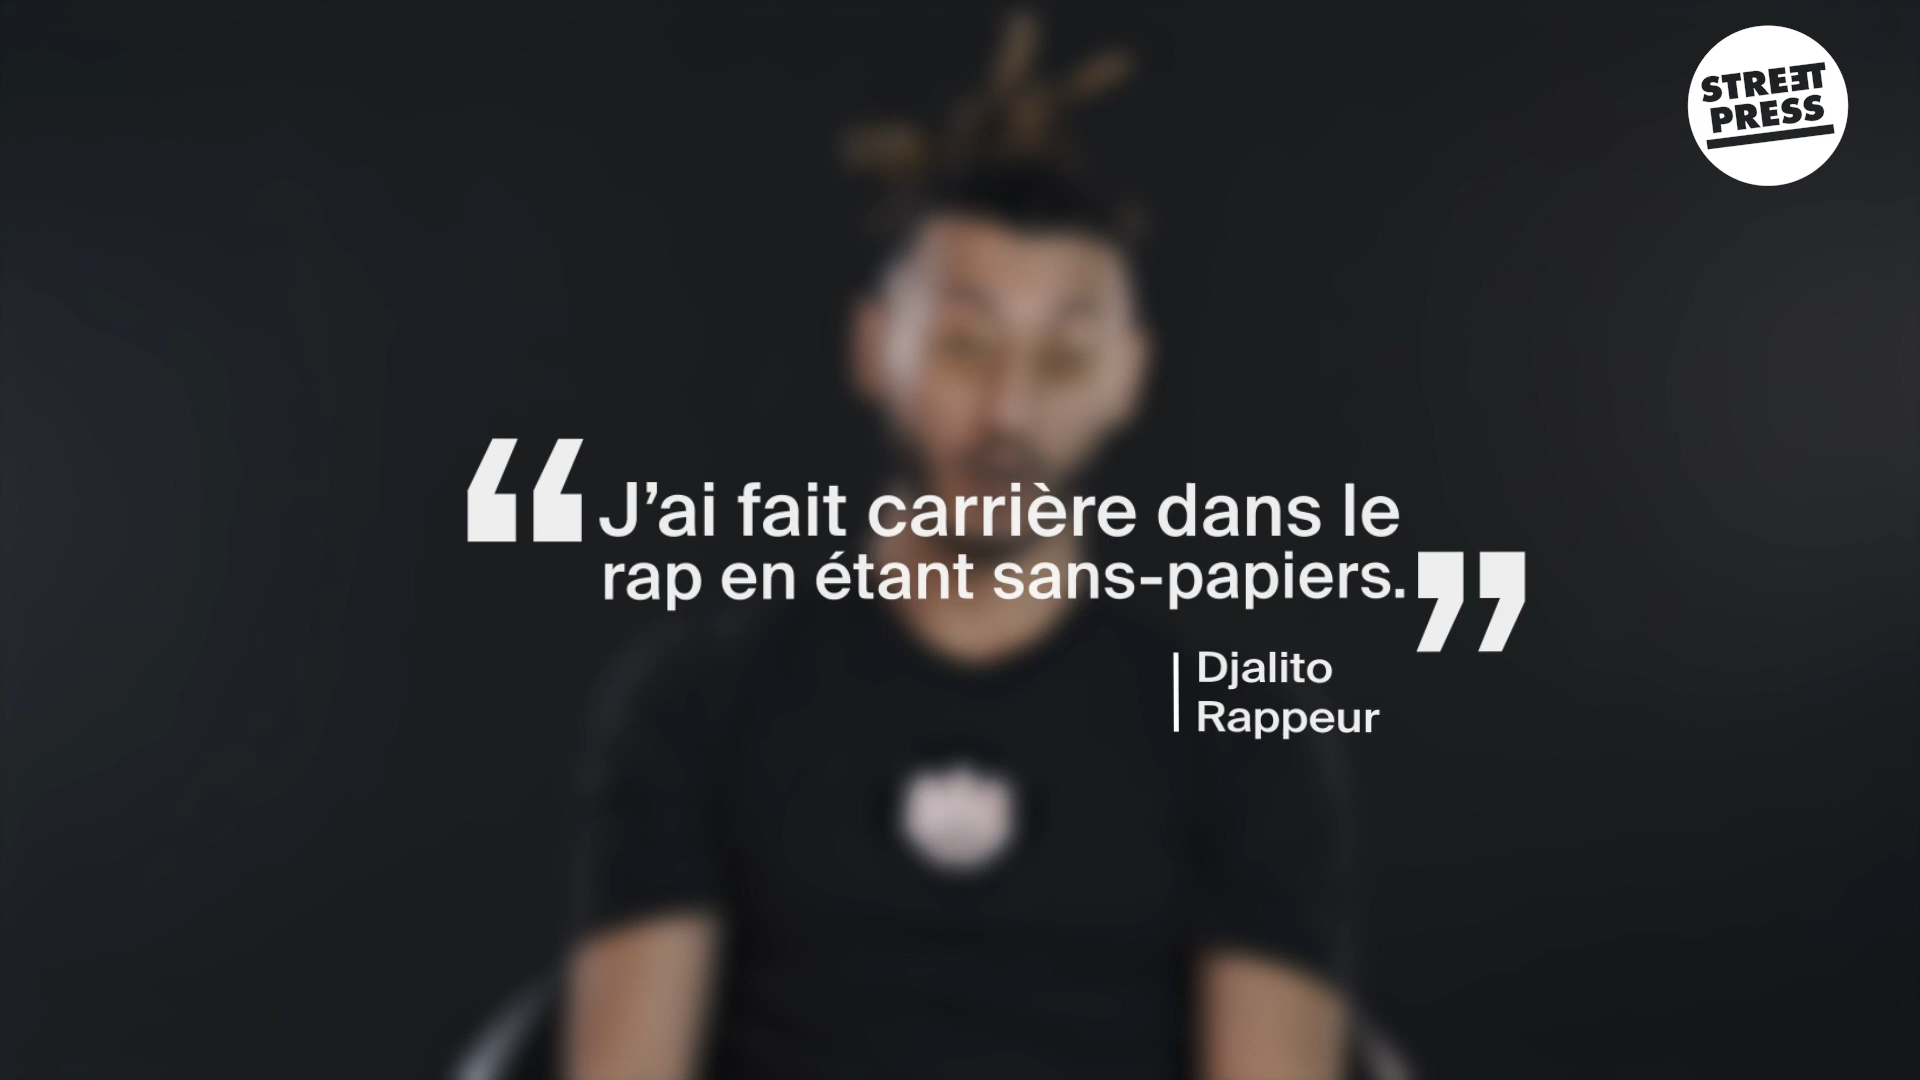 STREET
PRESS
“J’ai fait carrière dans le
rap en étant sans-papiers.”
Djalito
Rappeur